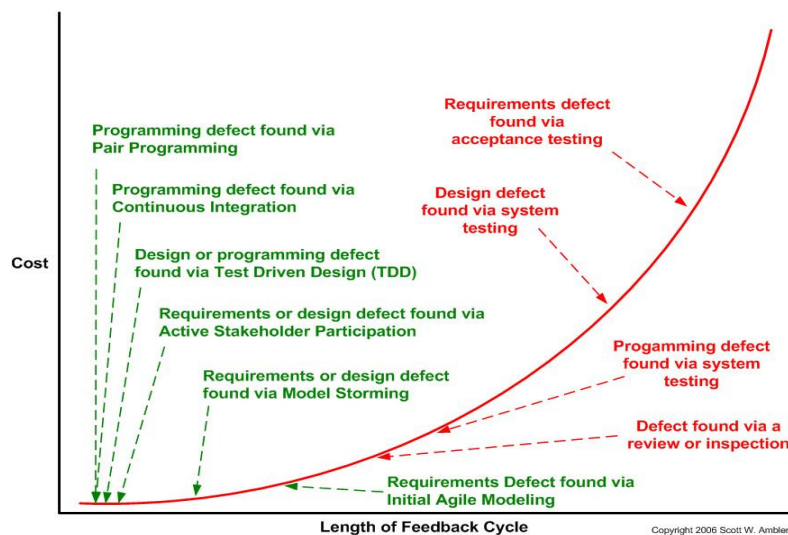 Programming defect found via
Pair Programming
Programming defect found via
Continuous Integration
Design or programming defect
found via Test Driven Design (TDD)
Requirements or design defect found via
Active Stakeholder Participation
Requirements or design defect
found via Model Storming
Requirements defect
found via
acceptance testing
Design defect
found via system
testing
Progamming defect
found via system
testing
Defect found via a
review or inspection
Requirements Defect found via
Initial Agile Modeling
Cost
Length of Feedback Cycle
Copyright 2006 Scott W. Ambler